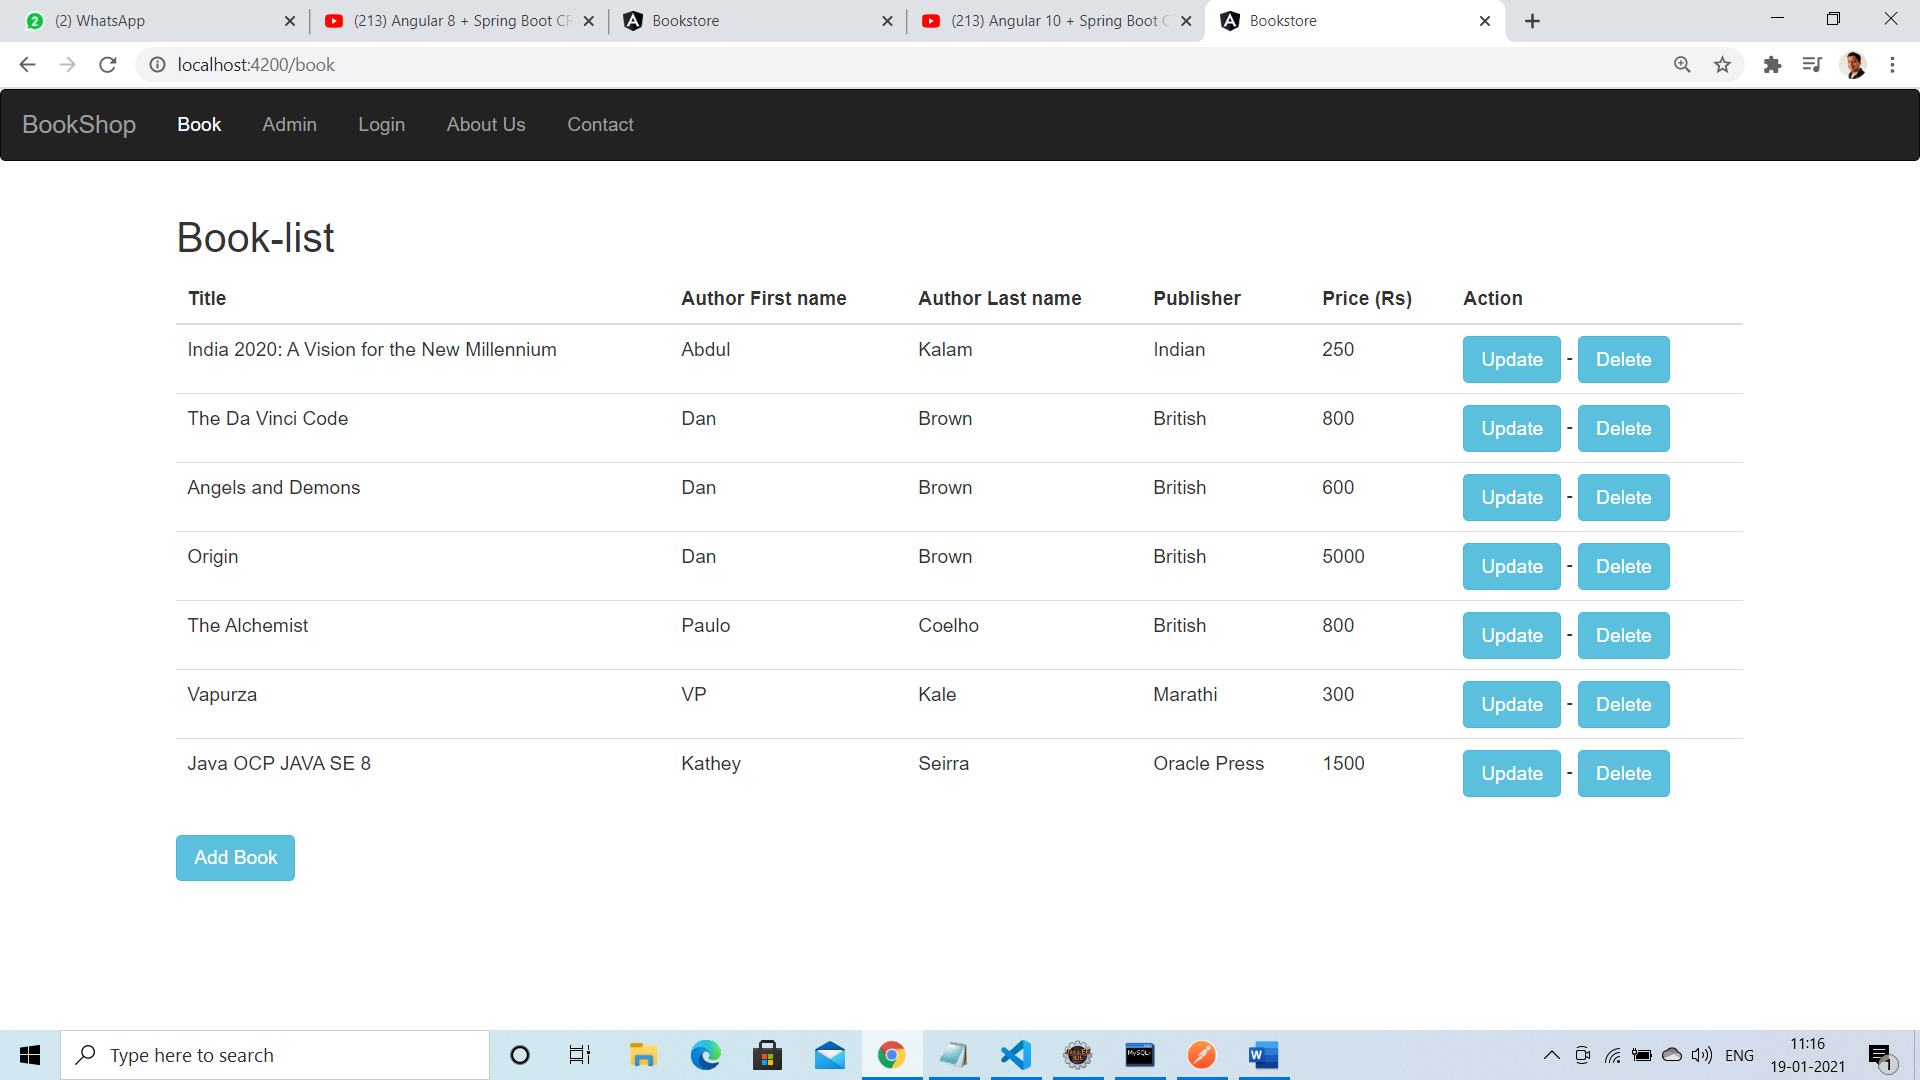 (2) WhatsApp
(213) Angular 8 + Spring Boot CR
Bookstore
(213) Angular 10 + Spring Boot C
Bookstore
localhost:4200/book
BookShop Book Admin Login About Us Contact
Book-list
Title Author First name Author Last name Publisher Price (Rs) Action
India 2020: A Vision for the New Millennium Abdul Kalam Indian 250 Update - Delete
The Da Vinci Code Dan Brown British 800 Update - Delete
Angels and Demons Dan Brown British 600 Update - Delete
Origin Dan Brown British 5000 Update - Delete
The Alchemist Paulo Coelho British 800 Update - Delete
Vapurza VP Kale Marathi 300 Update - Delete
Java OCP JAVA SE 8 Kathey Seirra Oracle Press 1500 Update - Delete
Add Book
Type here to search
ENG
11:16
19-01-2021
1